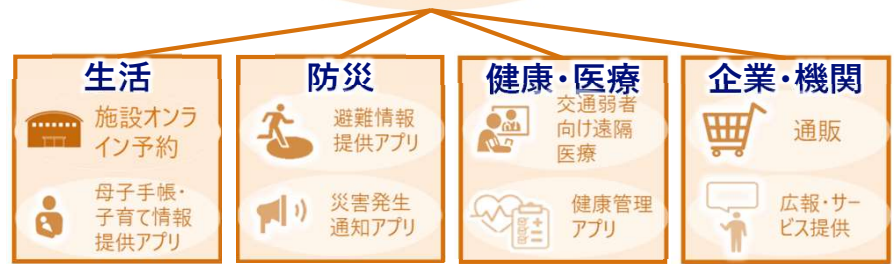 生活
施設オンラ
イン予約
母子手帳・
子育て情報
提供アプリ
防災
避難情報
提供アプリ
災害発生
通知アプリ
健康・医療
交通弱者
向け遠隔
医療
健康管理
アプリ
企業・機関
通販
広報・サー
ビス提供